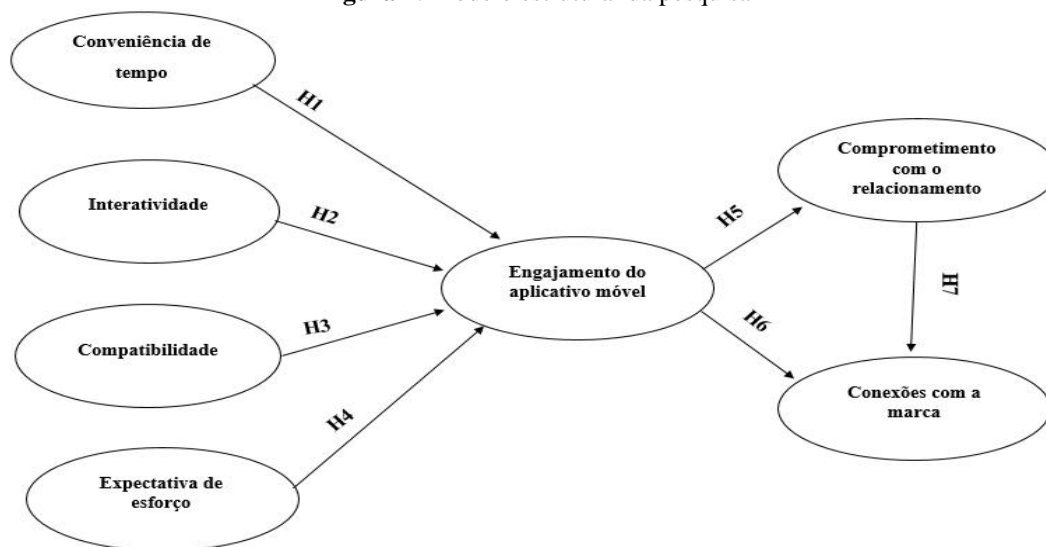 Conveniência de
tempo
H1
Interatividade
H2
Compatibilidade
H3
Expectativa de
esforço
H4
Engajamento do
aplicativo móvel
H5
H6
Comprometimento
com o
relacionamento
H7
Conexões com a
marca